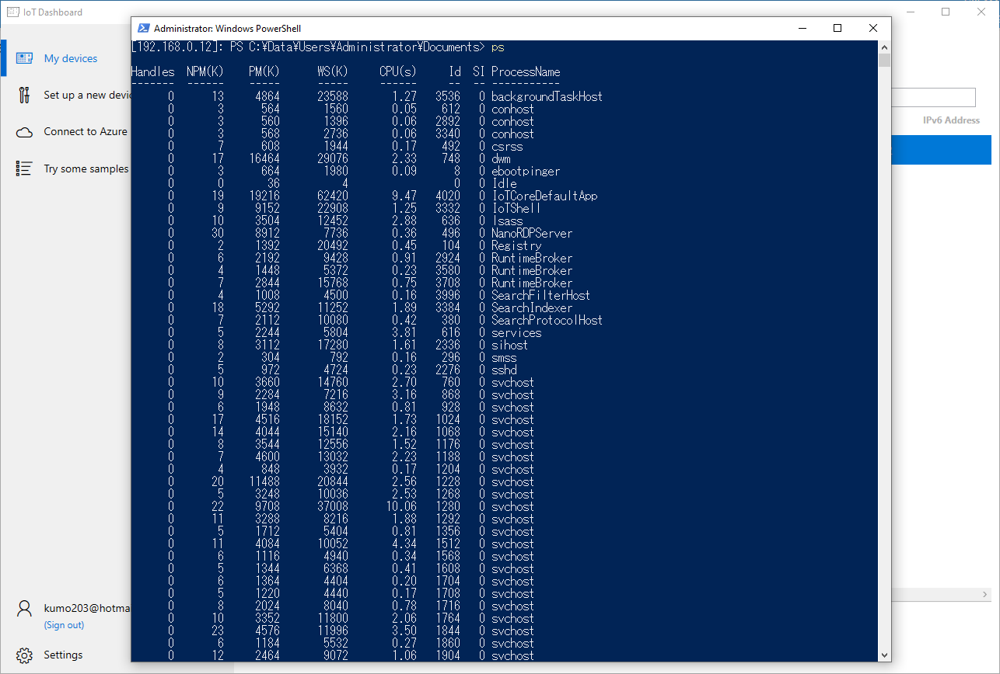 IoT Dashboard
My devices
Set up a new devic
Connect to Azure
Try some samples
kumo203@hotma
(Sign out)
Settings
Administrator: Windows PowerShell
[192.168.0.12]: PS C:¥Data¥Users¥Administrator¥Documents> ps
Handles NPM(K) PM(K) WS(K) CPU(s) Id SI ProcessName
------- ------ ----- ----- ------ -- -- -----------
0 13 4864 23588 1.27 3536 0 backgroundTaskHost
0 3 564 1560 0.05 612 0 conhost
0 3 560 1396 0.06 2892 0 conhost
0 3 568 2736 0.06 3340 0 conhost
0 7 608 1944 0.17 492 0 csrss
0 17 16464 29076 2.33 748 0 dwm
0 3 664 1980 0.09 8 0 ebootpinger
0 0 36 4 0 0 Idle
0 19 19216 62420 9.47 4020 0 IoTCoreDefaultApp
0 9 9152 22908 1.25 3332 0 IoTShell
0 10 3504 12452 2.88 636 0 lsass
0 30 8912 7736 0.36 496 0 NanoRDPServer
0 2 1392 20492 0.45 104 0 Registry
0 6 2192 9428 0.91 2924 0 RuntimeBroker
0 4 1448 5372 0.23 3580 0 RuntimeBroker
0 7 2844 15768 0.75 3708 0 RuntimeBroker
0 4 1008 4500 0.16 3996 0 SearchFilterHost
0 18 5292 11252 1.89 3384 0 SearchIndexer
0 7 2112 10080 0.42 380 0 SearchProtocolHost
0 5 2244 5804 3.81 616 0 services
0 8 3112 17280 1.61 2336 0 sihost
0 2 304 792 0.16 296 0 smss
0 5 972 4724 0.23 2276 0 sshd
0 10 3660 14760 2.70 760 0 svchost
0 9 2284 7216 3.16 868 0 svchost
0 6 1948 8632 0.81 928 0 svchost
0 17 4516 18152 1.73 1024 0 svchost
0 14 4044 15140 2.16 1068 0 svchost
0 8 3544 12556 1.52 1176 0 svchost
0 7 4600 13032 2.23 1188 0 svchost
0 4 848 3932 0.17 1204 0 svchost
0 20 11488 20844 2.56 1228 0 svchost
0 5 3248 10036 2.53 1268 0 svchost
0 22 9708 37008 10.06 1280 0 svchost
0 11 3288 8216 1.88 1292 0 svchost
0 5 1712 5404 0.81 1356 0 svchost
0 11 4084 10052 4.34 1512 0 svchost
0 6 1116 4940 0.34 1568 0 svchost
0 5 1344 6368 0.41 1608 0 svchost
0 6 1364 4404 0.20 1704 0 svchost
0 5 1220 4440 0.17 1708 0 svchost
0 8 2024 8040 0.78 1716 0 svchost
0 10 3352 11800 2.06 1764 0 svchost
0 23 4576 11996 3.50 1844 0 svchost
0 6 1184 5532 0.27 1860 0 svchost
0 12 2464 9072 1.06 1904 0 svchost
IPv6 Address